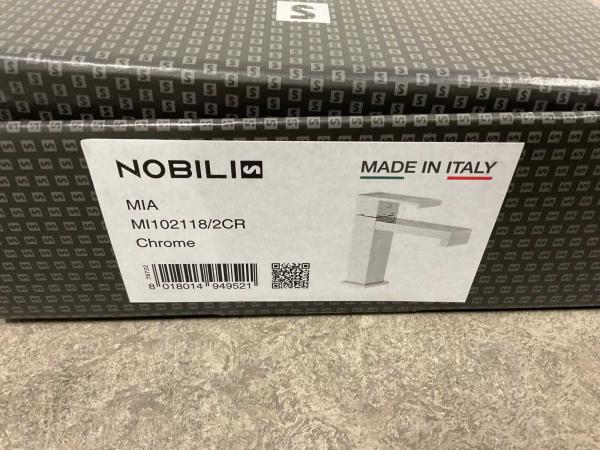 NOBILI
MADE IN ITALY
MIA
MI102118/2CR
Chrome
8 018014 949521